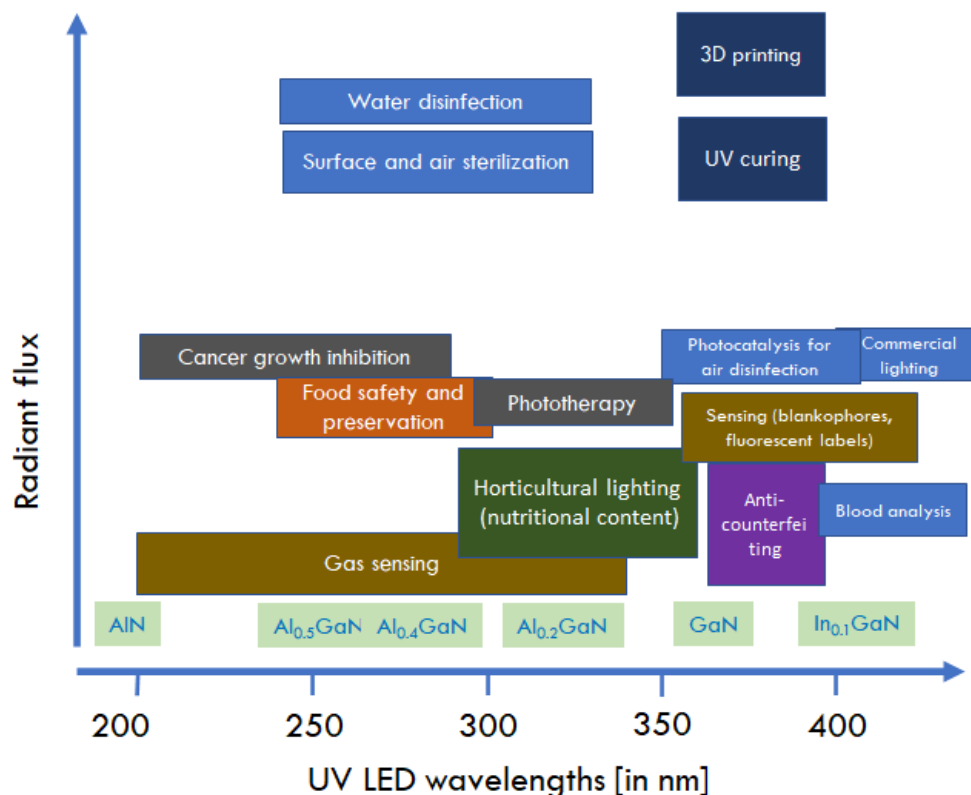 3D printing
Water disinfection
Surface and air sterilization
UV curing
Radiant flux
Cancer growth inhibition
Photocatalysis for
air disinfection
Commercial
lighting
Food safety and
preservation
Phototherapy
Sensing (blankophores,
fluorescent labels)
Horticultural lighting
(nutritional content)
Anti-
counterfei
ting
Blood analysis
Gas sensing
AlN
Al0.5GaN
Al0.4GaN
Al0.2GaN
GaN
In0.1GaN
200
250
300
350
400
UV LED wavelengths [in nm]